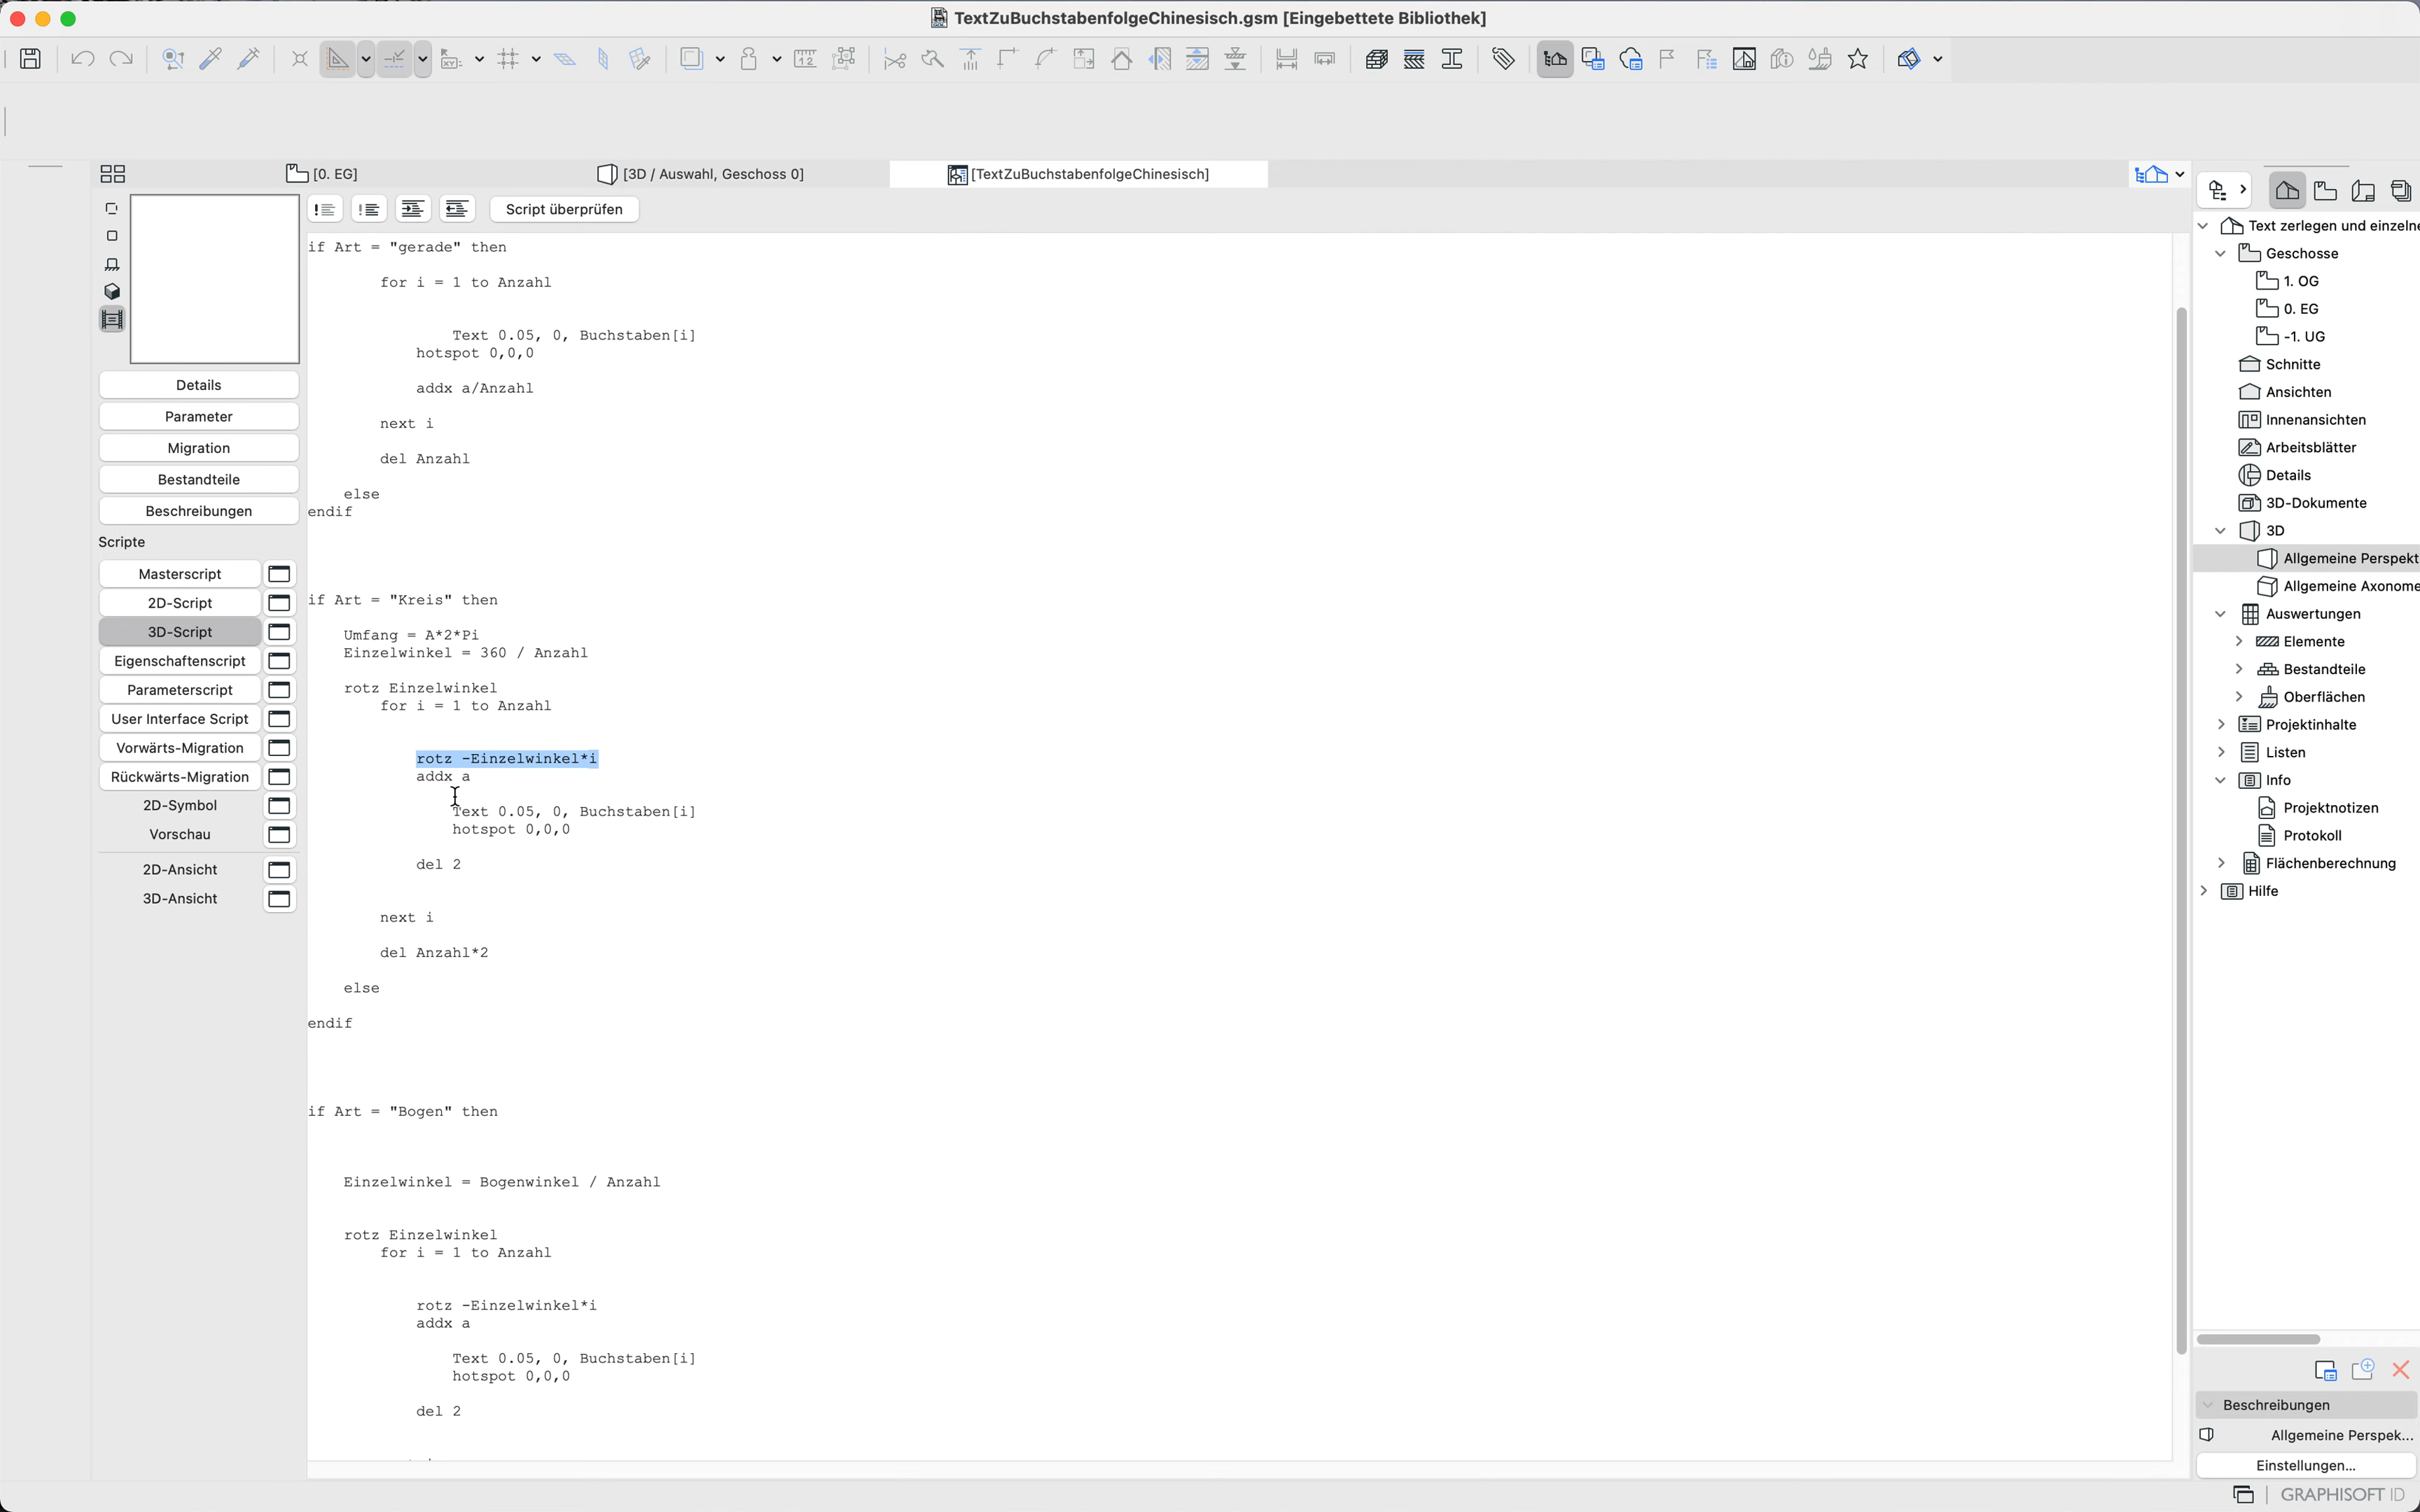 TextZuBuchstabenfolgeChinesisch.gsm [Eingebettete Bibliothek]
[0. EG]
[3D / Auswahl, Geschoss 0]
[TextZuBuchstabenfolgeChinesisch]
Script überprüfen
Details
Parameter
Migration
Bestandteile
Beschreibungen
Scripte
Masterscript
2D-Script
3D-Script
Eigenschaftenscript
Parameterscript
User Interface Script
Vorwärts-Migration
Rückwärts-Migration
2D-Symbol
Vorschau
2D-Ansicht
3D-Ansicht
if Art = "gerade" then
for i = 1 to Anzahl
Text 0.05, 0, Buchstaben[i]
hotspot 0,0,0
addx a/Anzahl
next i
del Anzahl
else
endif
if Art = "Kreis" then
Umfang = A*2*Pi
Einzelwinkel = 360 / Anzahl
rotz Einzelwinkel
for i = 1 to Anzahl
rotz -Einzelwinkel*i
addx a
Text 0.05, 0, Buchstaben[i]
hotspot 0,0,0
del 2
next i
del Anzahl*2
else
endif
if Art = "Bogen" then
Einzelwinkel = Bogenwinkel / Anzahl
rotz Einzelwinkel
for i = 1 to Anzahl
rotz -Einzelwinkel*i
addx a
Text 0.05, 0, Buchstaben[i]
hotspot 0,0,0
del 2
Text zerlegen und einzelne
Geschosse
1. OG
0. EG
-1. UG
Schnitte
Ansichten
Innenansichten
Arbeitsblätter
Details
3D-Dokumente
3D
Allgemeine Perspekt
Allgemeine Axonome
Auswertungen
Elemente
Bestandteile
Oberflächen
Projektinhalte
Listen
Info
Projektnotizen
Protokoll
Flächenberechnung
Hilfe
Beschreibungen
Allgemeine Perspek...
Einstellungen...
GRAPHISOFT ID